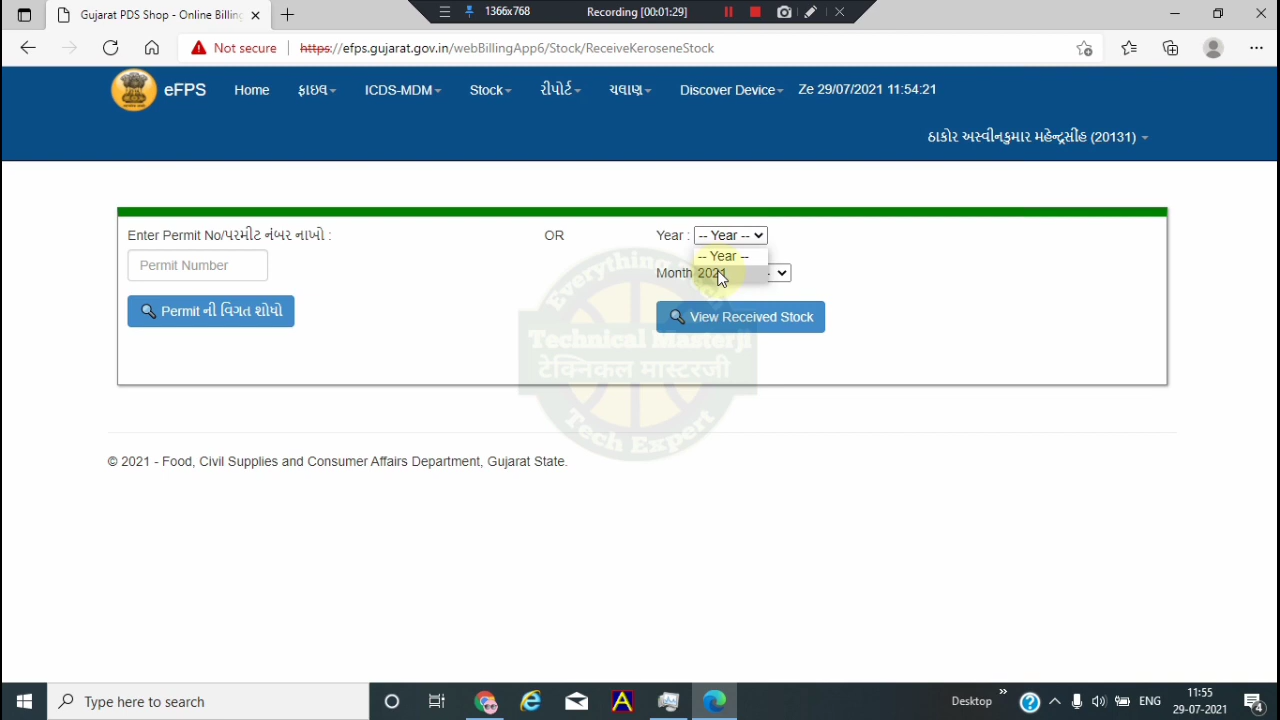 Gujarat PDS Shop - Online Billing
1366x768
Recording [00:01:29]
Not secure
https://efps.gujarat.gov.in/webBillingApp6/Stock/ReceiveKeroseneStock
eFPS
Home
ફાઇલ
ICDS-MDM
Stock
રીપોર્ટ
ચલાણ
Discover Device
Ze 29/07/2021 11:54:21
ઠાકોર અસ્વીનકુમાર મહેન્દ્રસીંહ (20131)
Enter Permit No/પરમીટ નંબર નાખો :
OR
Year : -- Year --
-- Year --
Permit Number
Month 2021
Permit ની વિગત શોધો
View Received Stock
Everything Tech
Technical Masterji
टेक्निकल मास्टरजी
Tech Expert
© 2021 - Food, Civil Supplies and Consumer Affairs Department, Gujarat State.
Type here to search
Desktop
ENG
11:55
29-07-2021
4